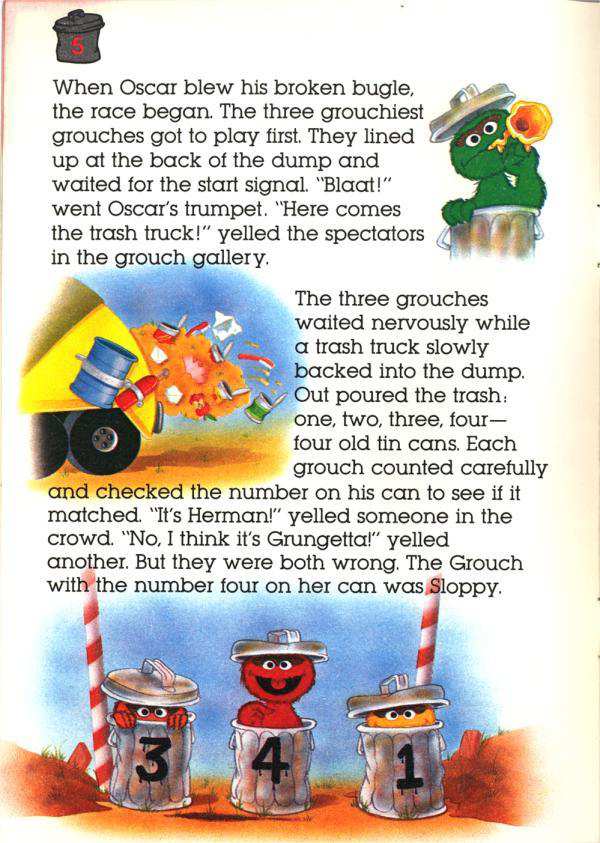 5
When Oscar blew his broken bugle,
the race began. The three grouchiest
grouches got to play first. They lined
up at the back of the dump and
waited for the start signal. "Blaat!"
went Oscar's trumpet. "Here comes
the trash truck!" yelled the spectators
in the grouch gallery.
The three grouches
waited nervously while
a trash truck slowly
backed into the dump.
Out poured the trash:
one, two, three, four—
four old tin cans. Each
grouch counted carefully
and checked the number on his can to see if it
matched. "It's Herman!" yelled someone in the
crowd. "No, I think it's Grungetta!" yelled
another. But they were both wrong. The Grouch
with the number four on her can was Sloppy.
3 4 1